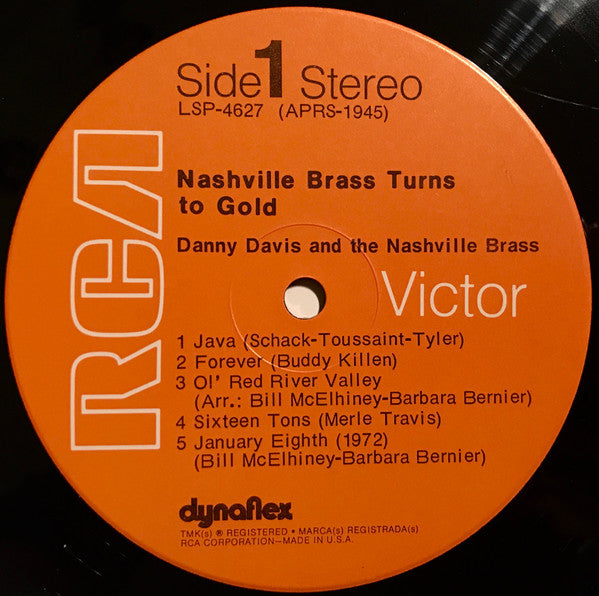 Side 1 Stereo
LSP-4627 (APRS-1945)
RCA
Nashville Brass Turns
to Gold
Danny Davis and the Nashville Brass
Victor
1 Java (Schack-Toussaint-Tyler)
2 Forever (Buddy Killen)
3 Ol' Red River Valley
(Arr.: Bill McElhiney-Barbara Bernier)
4 Sixteen Tons (Merle Travis)
5 January Eighth (1972)
(Bill McElhiney-Barbara Bernier)
dynaflex
TMK(s) ® REGISTERED • MARCA(s) REGISTRADA(s)
RCA CORPORATION—MADE IN U.S.A.